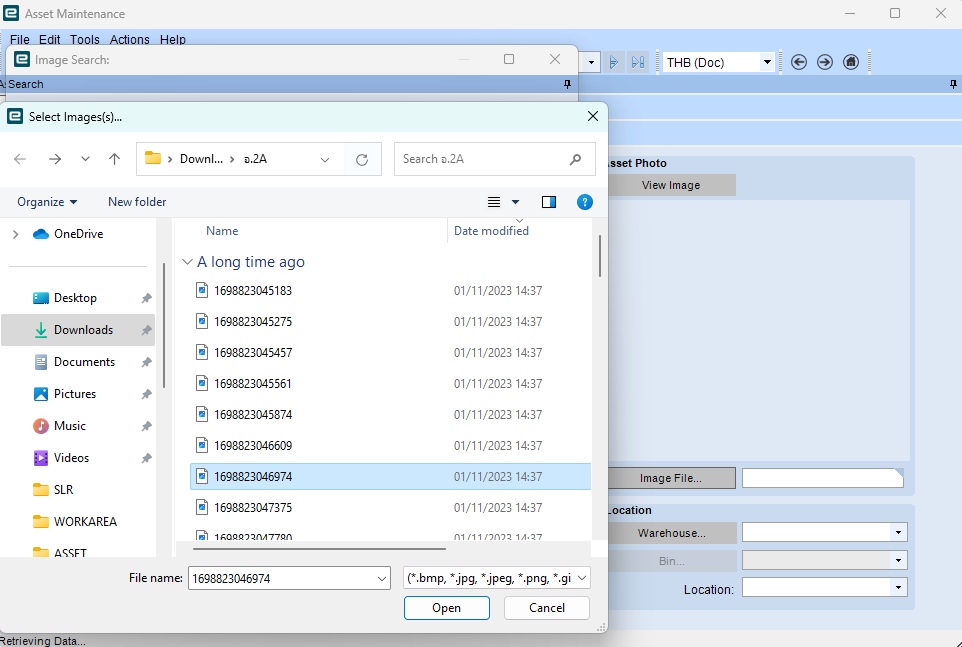 Asset Maintenance
File Edit Tools Actions Help
Image Search:
THB (Doc)
Search
Select Images(s)...
Downl... > อ.2A
Search อ.2A
Organize
New folder
Asset Photo
View Image
OneDrive
Desktop
Downloads
Documents
Pictures
Music
Videos
SLR
WORKAREA
ASSET
Name Date modified
A long time ago
1698823045183 01/11/2023 14:37
1698823045275 01/11/2023 14:37
1698823045457 01/11/2023 14:37
1698823045561 01/11/2023 14:37
1698823045874 01/11/2023 14:37
1698823046609 01/11/2023 14:37
1698823046974 01/11/2023 14:37
1698823047375 01/11/2023 14:37
1698823047780 01/11/2023 14:37
Image File...
Location
Warehouse...
Bin...
Location:
File name: 1698823046974
(*.bmp, *.jpg, *.jpeg, *.png, *.gi
Open Cancel
Retrieving Data...